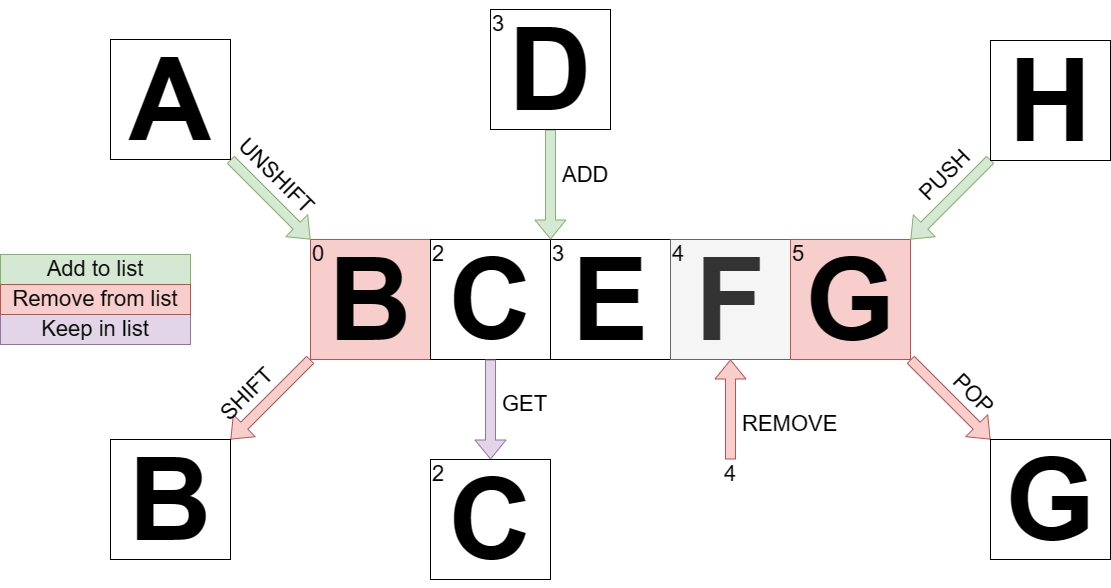 A
3
D
H
UNSHIFT
ADD
PUSH
Add to list
Remove from list
Keep in list
0
B
2
C
3
E
4
F
5
G
SHIFT
GET
REMOVE
POP
B
2
C
4
G